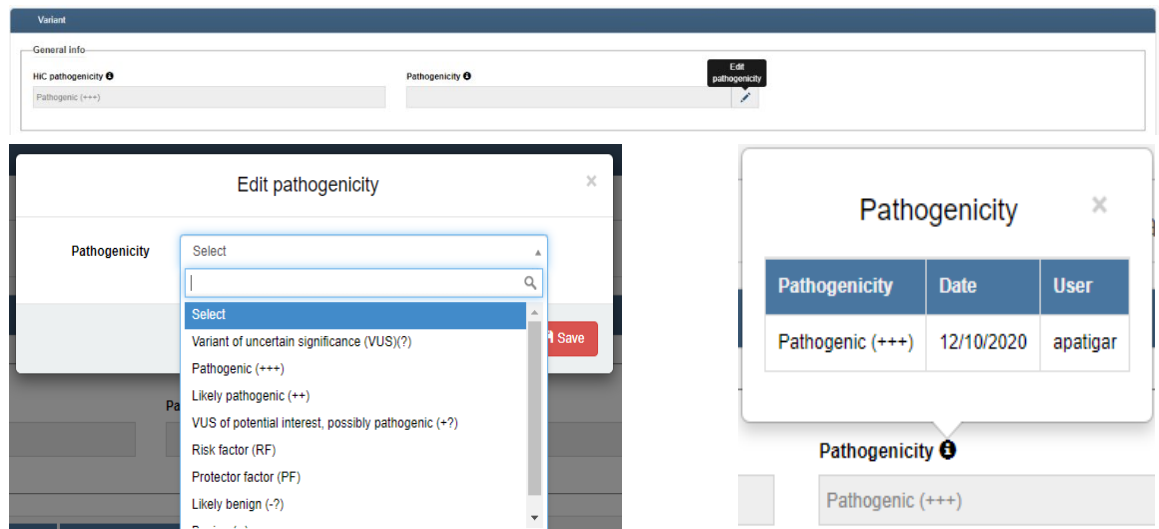 Variant
General info
HIC pathogenicity
Pathogenicity
Edit
pathogenicity
Pathogenic (+++)
Edit pathogenicity
×
Pathogenicity
Select
Select
Variant of uncertain significance (VUS)(?)
Pathogenic (+++)
Likely pathogenic (++)
VUS of potential interest, possibly pathogenic (+?)
Risk factor (RF)
Protector factor (PF)
Likely benign (-?)
Save
Pa
Pathogenicity
×
Pathogenicity Date User
Pathogenic (+++) 12/10/2020 apatigar
Pathogenicity
Pathogenic (+++)